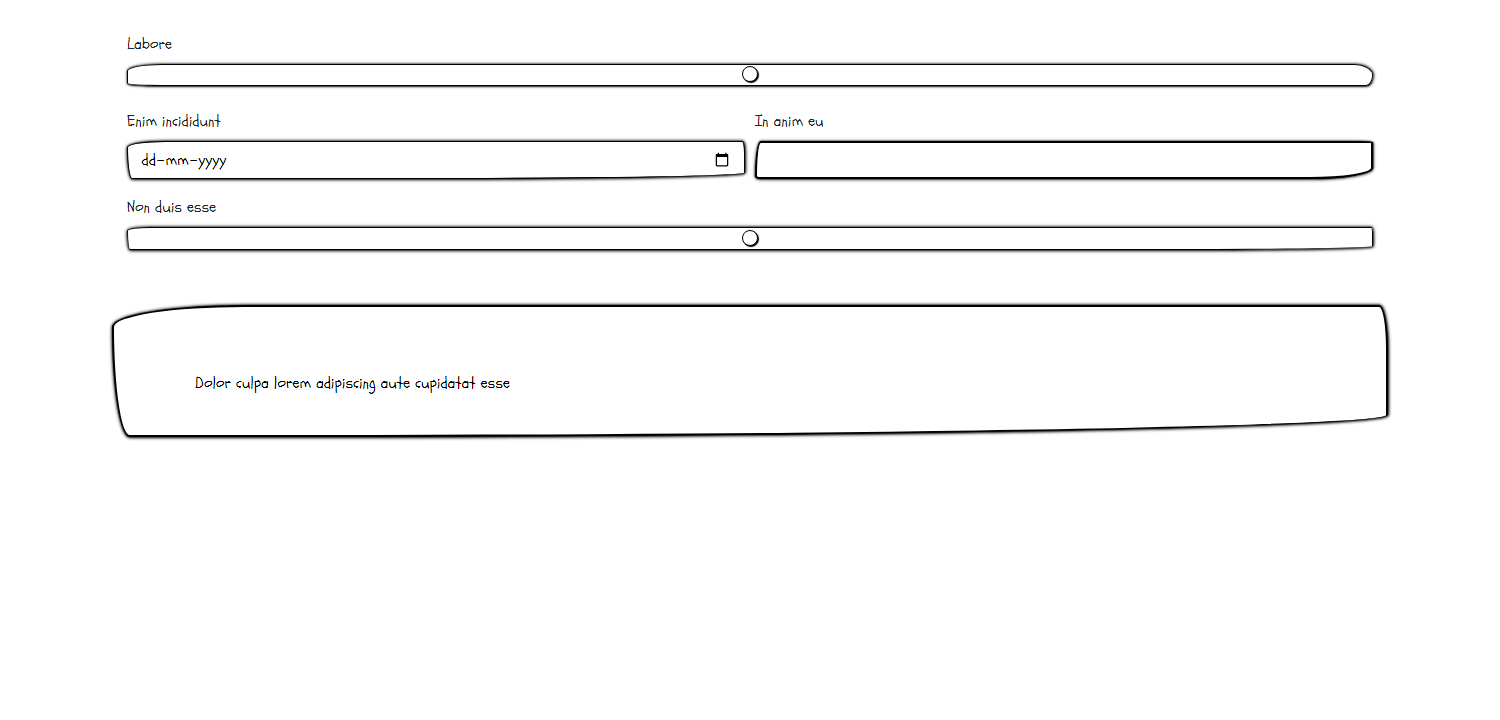 Labore
Enim incididunt
In anim eu
dd-mm-yyyy
Non duis esse
Dolor culpa lorem adipiscing aute cupidatat esse